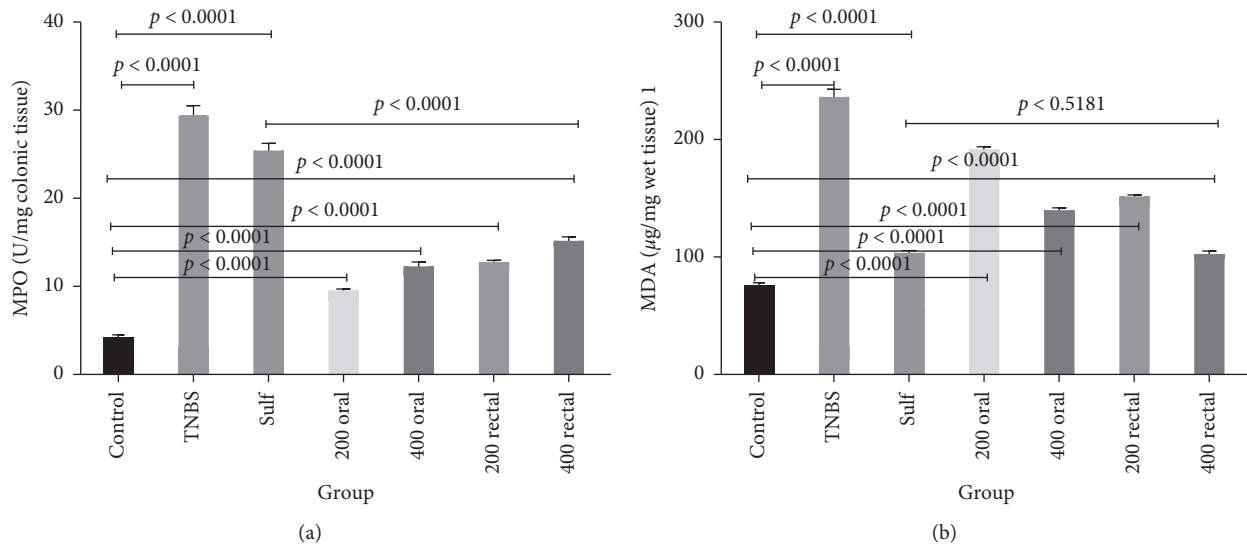 40
30
20
10
0
MPO (U/mg colonic tissue)
p < 0.0001
p < 0.0001
p < 0.0001
p < 0.0001
p < 0.0001
p < 0.0001
p < 0.0001
Control
TNBS
Sulf
200 oral
400 oral
200 rectal
400 rectal
Group
(a)
300
200
100
0
MDA (µg/mg wet tissue) 1
p < 0.0001
p < 0.0001
p < 0.5181
p < 0.0001
p < 0.0001
p < 0.0001
p < 0.0001
Control
TNBS
Sulf
200 oral
400 oral
200 rectal
400 rectal
Group
(b)